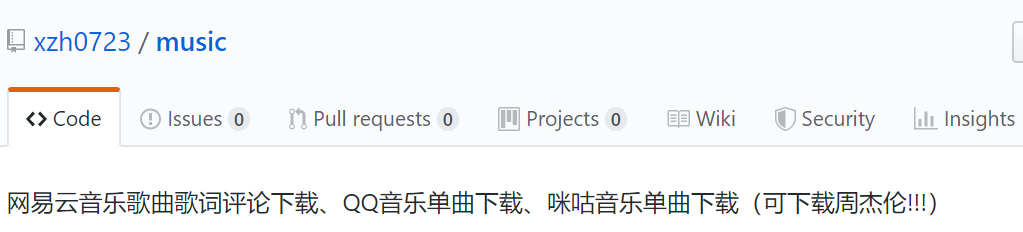 xzh0723 / music
Code Issues 0 Pull requests 0 Projects 0 Wiki Security Insights
网易云音乐歌曲歌词评论下载、QQ音乐单曲下载、咪咕音乐单曲下载（可下载周杰伦!!!）